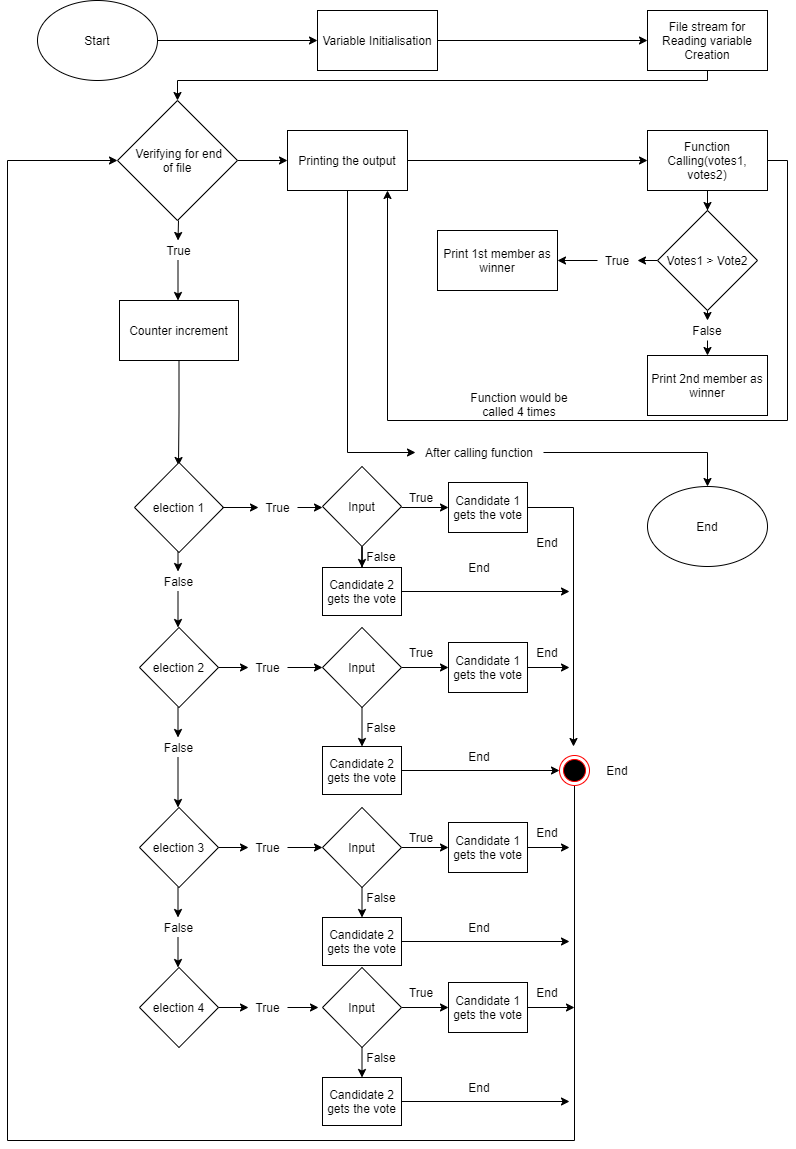 Start
Variable Initialisation
File stream for
Reading variable
Creation
Verifying for end
of file
Printing the output
Function
Calling(votes1,
votes2)
True
Print 1st member as
winner
True
Votes1 > Vote2
Counter increment
False
Print 2nd member as
winner
Function would be
called 4 times
After calling function
End
election 1
True
Input
True
Candidate 1
gets the vote
End
False
End
Candidate 2
gets the vote
False
election 2
True
Input
True
Candidate 1
gets the vote
End
False
End
Candidate 2
gets the vote
False
End
election 3
True
Input
True
Candidate 1
gets the vote
End
False
End
Candidate 2
gets the vote
False
election 4
True
Input
True
Candidate 1
gets the vote
End
False
End
Candidate 2
gets the vote